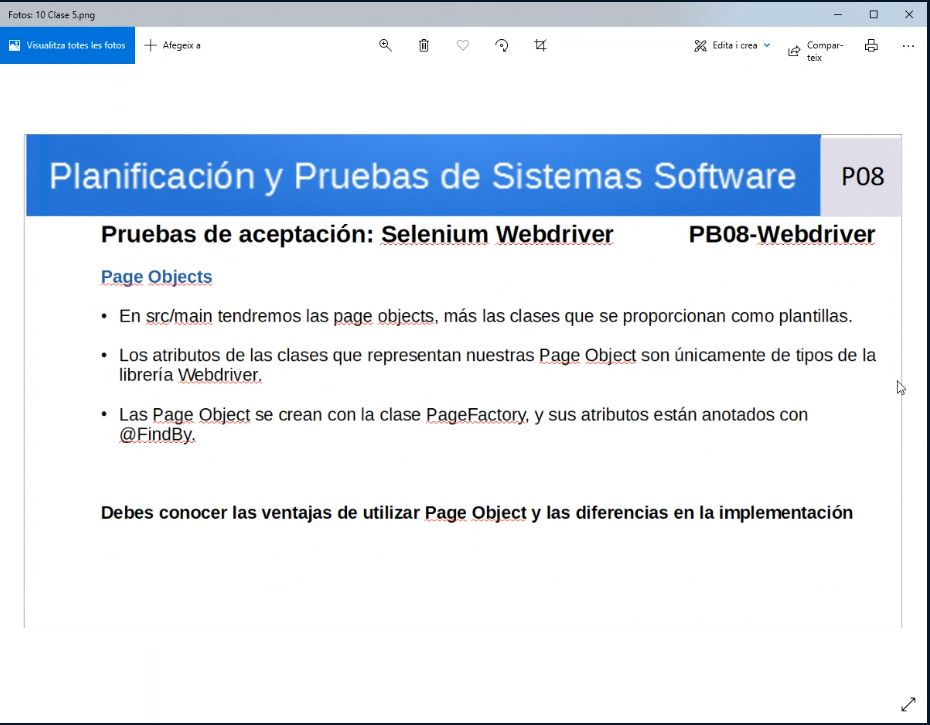 Fotos: 10 Clase 5.png
Visualitza totes les fotos
Afegeix a
Edita i crea
Compar-
teix
Planificación y Pruebas de Sistemas Software
P08
Pruebas de aceptación: Selenium Webdriver PB08-Webdriver
Page Objects
• En src/main tendremos las page objects, más las clases que se proporcionan como plantillas.
• Los atributos de las clases que representan nuestras Page Object son únicamente de tipos de la
librería Webdriver.
• Las Page Object se crean con la clase PageFactory, y sus atributos están anotados con
@FindBy.
Debes conocer las ventajas de utilizar Page Object y las diferencias en la implementación